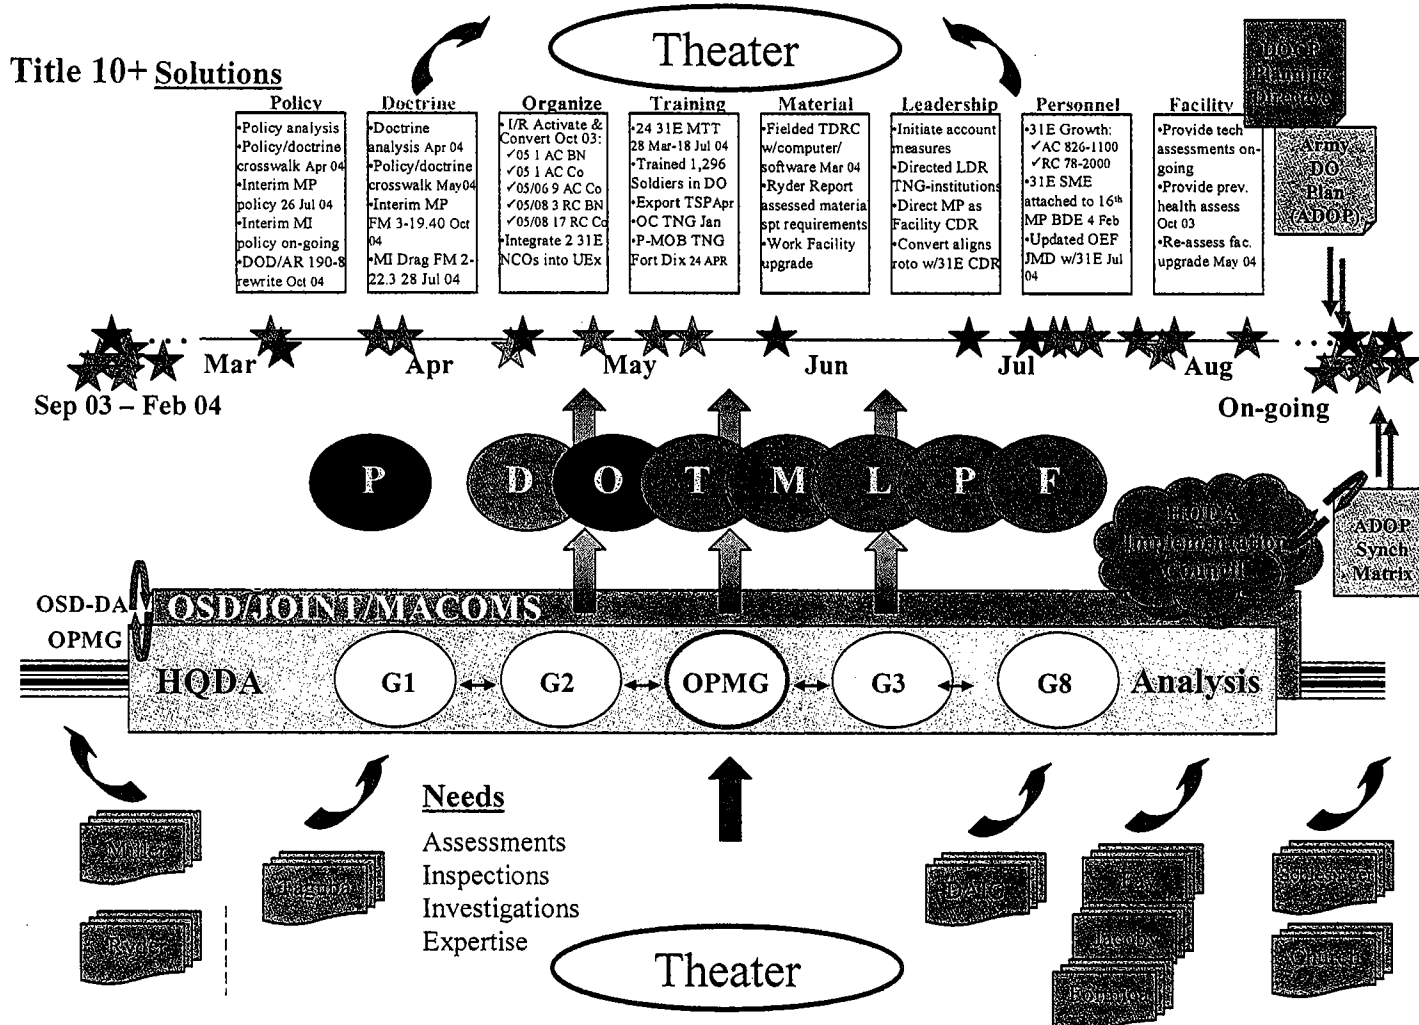 Theater
Title 10+ Solutions
Policy
•Policy analysis
•Policy/doctrine
crosswalk Apr 04
•Interim MP
policy 26 Jul 04
•Interim MI
policy on-going
•DOD/AR 190-8
rewrite Oct 04
Doctrine
•Doctrine
analysis Apr 04
•Policy/doctrine
crosswalk May04
•Interim MP
FM 3-19.40 Oct
04
•MI Drag FM 2-
22.3 28 Jul 04
Organize
• I/R Activate &
Convert Oct 03:
✓05 1 AC BN
✓05 1 AC Co
✓05/06 9 AC Co
✓05/08 3 RC BN
✓05/08 17 RC Co
•Integrate 2 31E
NCOs into UEx
Training
•24 31E MTT
28 Mar-18 Jul 04
•Trained 1,296
Soldiers in DO
•Export TSPApr
•OC TNG Jan
•P-MOB TNG
Fort Dix 24 APR
Material
•Fielded TDRC
w/computer/
software Mar 04
•Ryder Report
assessed materia
spt requirements
•Work Facility
upgrade
Leadership
•Initiate account
measures
•Directed LDR
TNG-institutions
•Direct MP as
Facility CDR
•Convert aligns
roto w/31E CDR
Personnel
•31E Growth:
✓AC 826-1100
✓RC 78-2000
•31E SME
attached to 16th
MP BDE 4 Feb
•Updated OEF
JMD w/31E Jul
04
Facility
•Provide tech
assessments on-
going
•Provide prev.
health assess
Oct 03
•Re-assess fac.
upgrade May 04
Planning
Directive
Army
DO
Plan
(ADOP)
Mar
Apr
May
Jun
Jul
Aug
Sep 03 – Feb 04
On-going
P
D
O
T
M
L
P
F
HQDA
Implementation
Council
ADOP
Synch
Matrix
OSD-DA
OSD/JOINT/MACOMS
OPMG
HQDA
G1
G2
OPMG
G3
G8
Analysis
Needs
Assessments
Inspections
Investigations
Expertise
Miller
Ryder
Taguba
DAIG
Fay
Jacoby
Formica
Schlesinger
Church
Theater